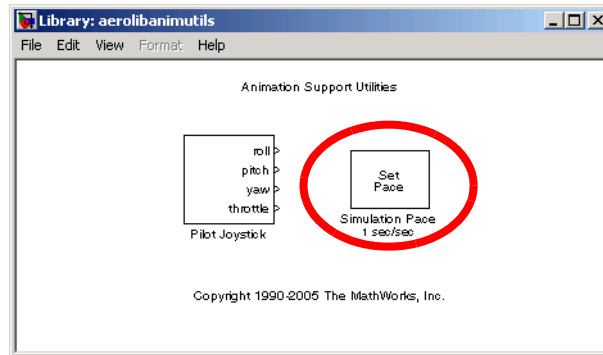 Library: aerolibanimutils
File Edit View Format Help
Animation Support Utilities
roll
pitch
yaw
throttle
Pilot Joystick
Set
Pace
Simulation Pace
1 sec/sec
Copyright 1990-2005 The MathWorks, Inc.